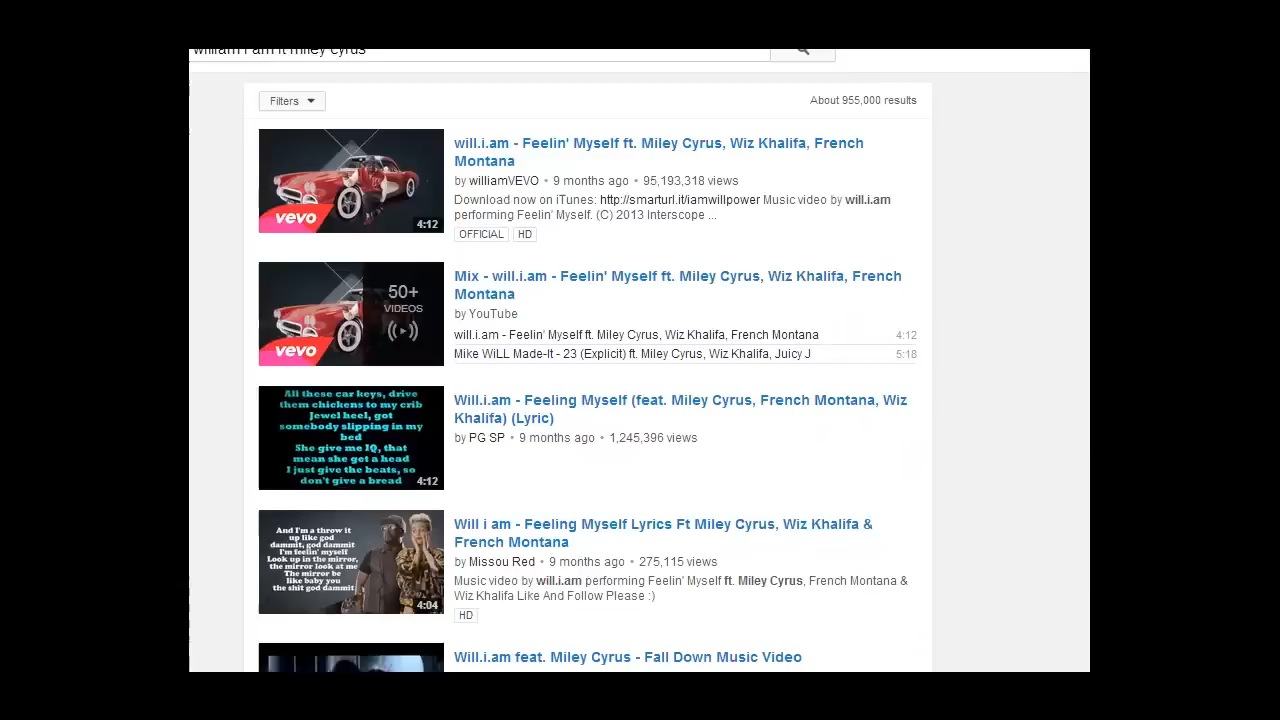 william i am ft miley cyrus
Filters
About 955,000 results
will.i.am - Feelin' Myself ft. Miley Cyrus, Wiz Khalifa, French
Montana
by williamVEVO • 9 months ago • 95,193,318 views
Download now on iTunes: http://smarturl.it/iamwillpower Music video by will.i.am
performing Feelin' Myself. (C) 2013 Interscope ...
OFFICIAL HD
vevo
4:12
Mix - will.i.am - Feelin' Myself ft. Miley Cyrus, Wiz Khalifa, French
Montana
by YouTube
will.i.am - Feelin' Myself ft. Miley Cyrus, Wiz Khalifa, French Montana 4:12
Mike WiLL Made-It - 23 (Explicit) ft. Miley Cyrus, Wiz Khalifa, Juicy J 5:18
50+
VIDEOS
vevo
All these car keys, drive
them chickens to my crib
Jewel heel, got
somebody slipping in my
bed
She give me IQ, that
mean she get a head
I just give the beats, so
don't give a bread
4:12
Will.i.am - Feeling Myself (feat. Miley Cyrus, French Montana, Wiz
Khalifa) (Lyric)
by PG SP • 9 months ago • 1,245,396 views
And I'm a throw it
up like god
dammit, god dammit
I'm feelin' myself
Look up in the mirror,
the mirror look at me
The mirror be
like baby you
the shit god dammit
4:04
Will i am - Feeling Myself Lyrics Ft Miley Cyrus, Wiz Khalifa &
French Montana
by Missou Red • 9 months ago • 275,115 views
Music video by will.i.am performing Feelin' Myself ft. Miley Cyrus, French Montana &
Wiz Khalifa Like And Follow Please :)
HD
Will.i.am feat. Miley Cyrus - Fall Down Music Video